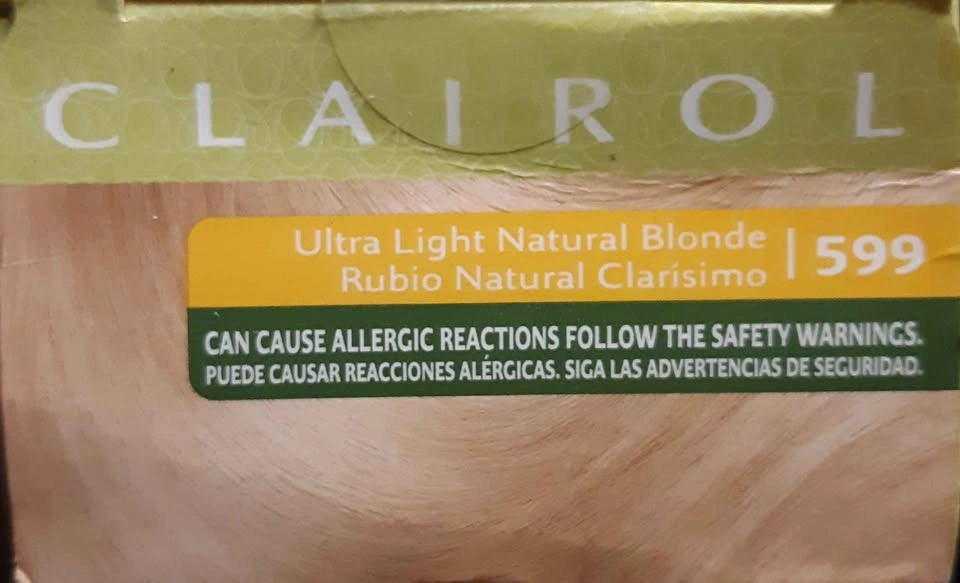 CLAIROL
Ultra Light Natural Blonde
Rubio Natural Clarísimo | 599
CAN CAUSE ALLERGIC REACTIONS FOLLOW THE SAFETY WARNINGS.
PUEDE CAUSAR REACCIONES ALÉRGICAS. SIGA LAS ADVERTENCIAS DE SEGURIDAD.